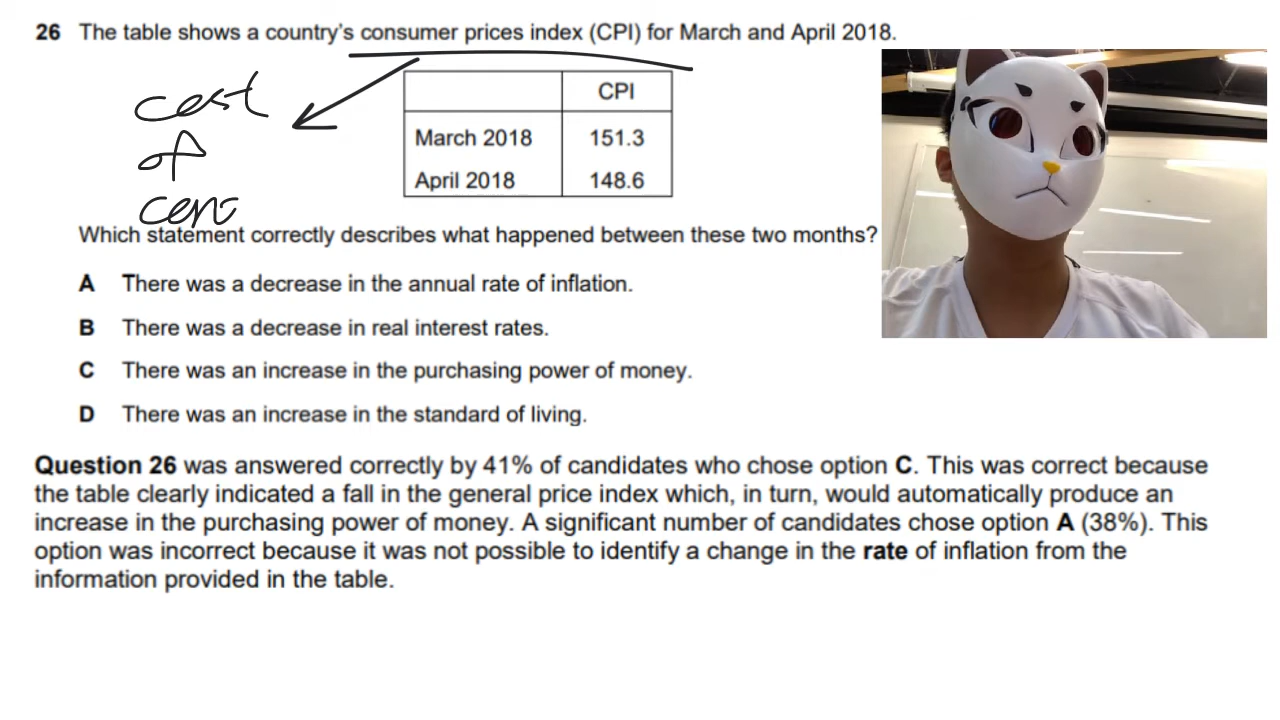 26 The table shows a country's consumer prices index (CPI) for March and April 2018.
cost
of
CPI
March 2018 151.3
April 2018 148.6
Which statement correctly describes what happened between these two months?
A There was a decrease in the annual rate of inflation.
B There was a decrease in real interest rates.
C There was an increase in the purchasing power of money.
D There was an increase in the standard of living.
Question 26 was answered correctly by 41% of candidates who chose option C. This was correct because
the table clearly indicated a fall in the general price index which, in turn, would automatically produce an
increase in the purchasing power of money. A significant number of candidates chose option A (38%). This
option was incorrect because it was not possible to identify a change in the rate of inflation from the
information provided in the table.